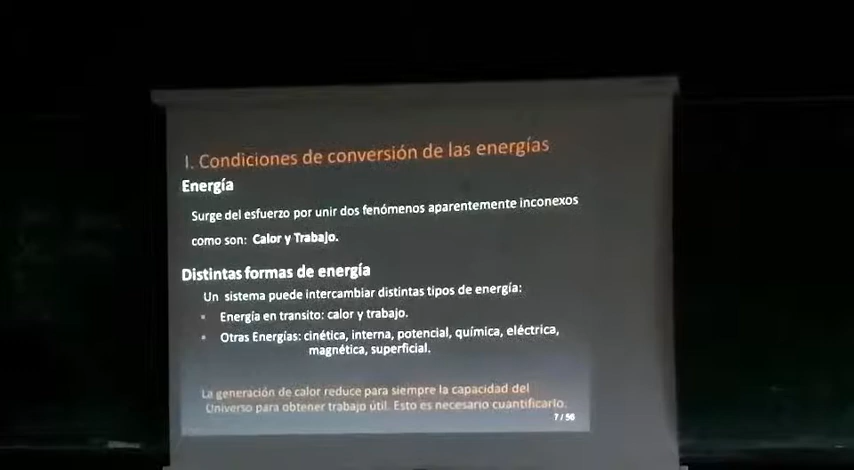 I. Condiciones de conversión de las energías
Energía
Surge del esfuerzo por unir dos fenómenos aparentemente inconexos
como son: Calor y Trabajo.
Distintas formas de energía
Un sistema puede intercambiar distintas tipos de energía:
Energía en transito: calor y trabajo.
Otras Energías: cinética, interna, potencial, química, eléctrica,
magnética, superficial.
La generación de calor reduce para siempre la capacidad del
Universo para obtener trabajo útil. Esto es necesario cuantificarlo.
7 / 56